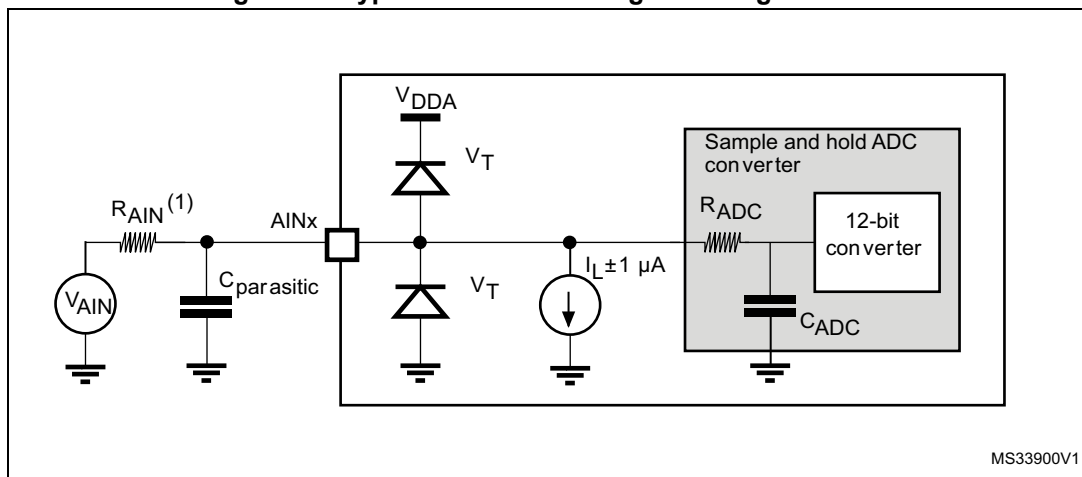 V_DDA
V_T
Sample and hold ADC
converter
R_AIN (1)
AINx
R_ADC
12-bit
converter
I_L±1 µA
C_parasitic
V_T
V_AIN
C_ADC
MS33900V1